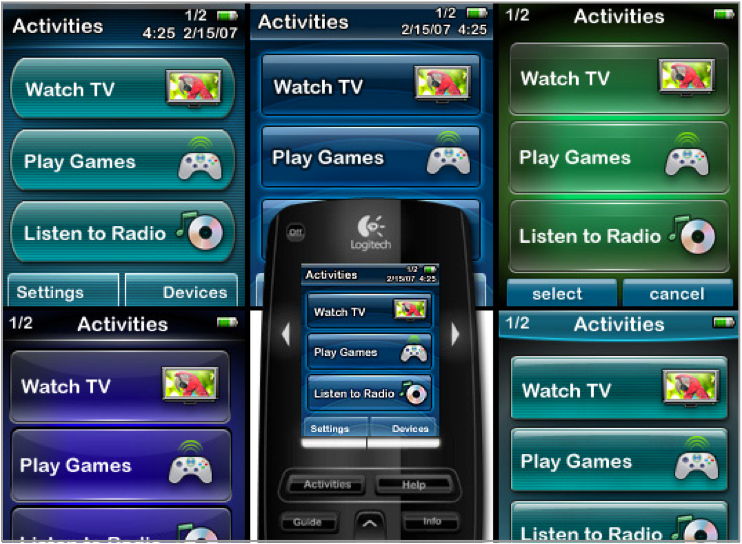 Activities
1/2
4:25 2/15/07
Watch TV
Play Games
Listen to Radio
Settings
Devices
Activities
1/2
2/15/07 4:25
Watch TV
Play Games
1/2
Activities
Watch TV
Play Games
Listen to Radio
select
cancel
1/2
Activities
Watch TV
Play Games
Listen to Radio
Off
Logitech
Activities
1/2
2/15/07 4:25
Watch TV
Play Games
Listen to Radio
Settings
Devices
Activities
Help
Guide
Info
1/2
Activities
Watch TV
Play Games
Listen to Radio